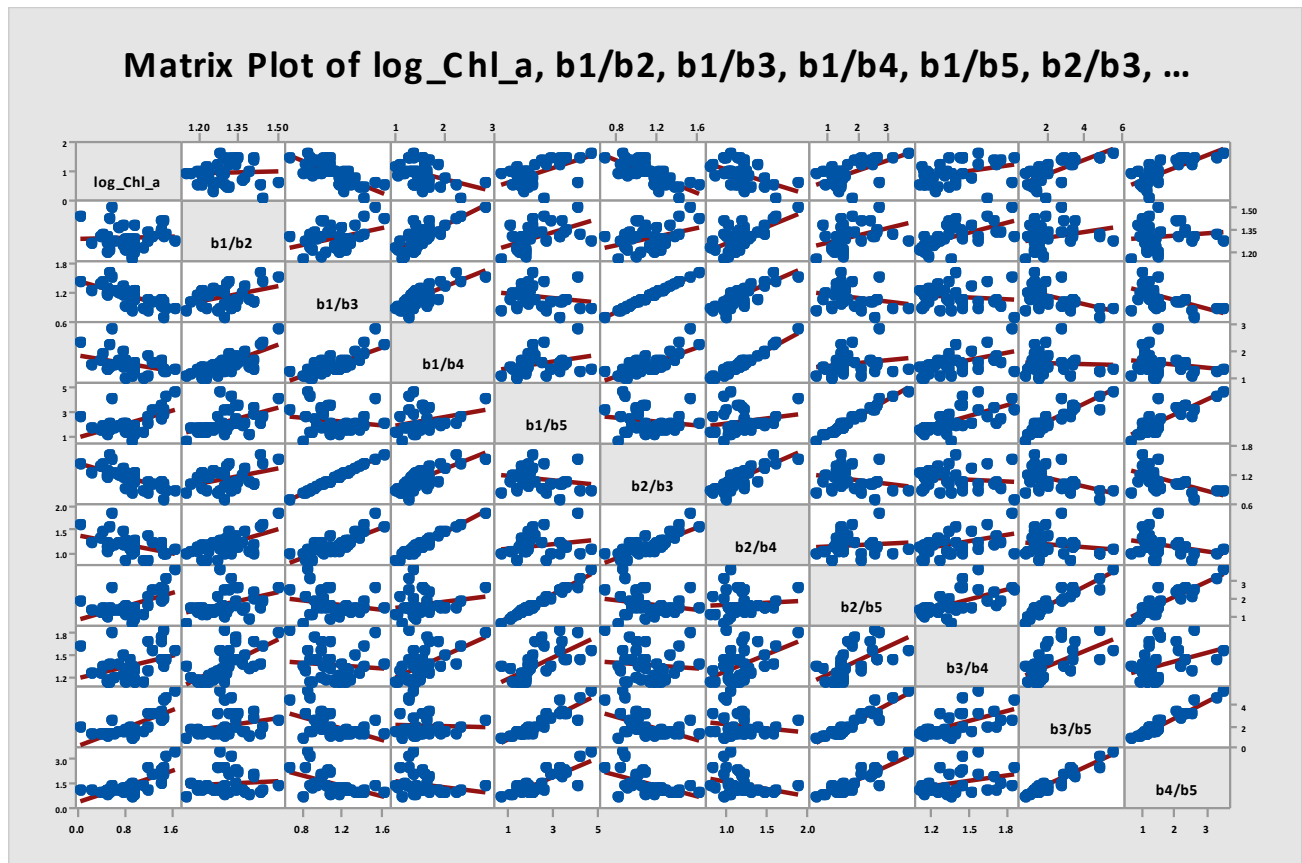 Matrix Plot of log_Chl_a, b1/b2, b1/b3, b1/b4, b1/b5, b2/b3, ...
1.20 1.35 1.50 1 2 3 0.8 1.2 1.6 1 2 3 2 4 6
2
log_Chl_a
1
0
1.50
b1/b2
1.35
1.20
1.8
b1/b3
1.2
0.6
3
b1/b4
2
1
5
b1/b5
3
1
1.8
b2/b3
1.2
0.6
2.0
b2/b4
1.5
1.0
b2/b5
3
2
1
1.8
b3/b4
1.5
1.2
b3/b5
4
2
0
3.0
b4/b5
1.5
0.0
0.0 0.8 1.6 0.8 1.2 1.6 1 3 5 1.0 1.5 2.0 1.2 1.5 1.8 1 2 3